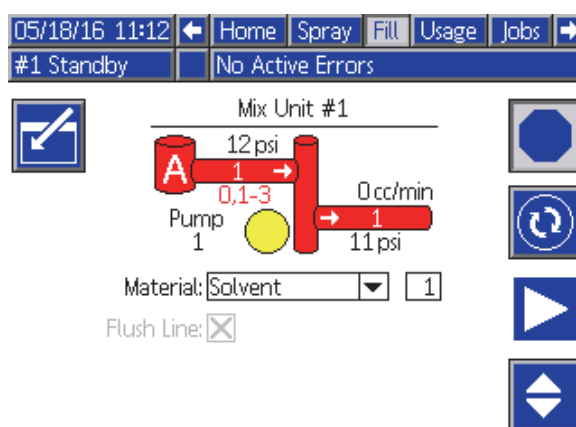 05/18/16 11:12 Home Spray Fill Usage Jobs
#1 Standby No Active Errors
Mix Unit #1
12 psi
A 1
0,1-3
0 cc/min
Pump 1
1
11 psi
Material: Solvent 1
Flush Line: